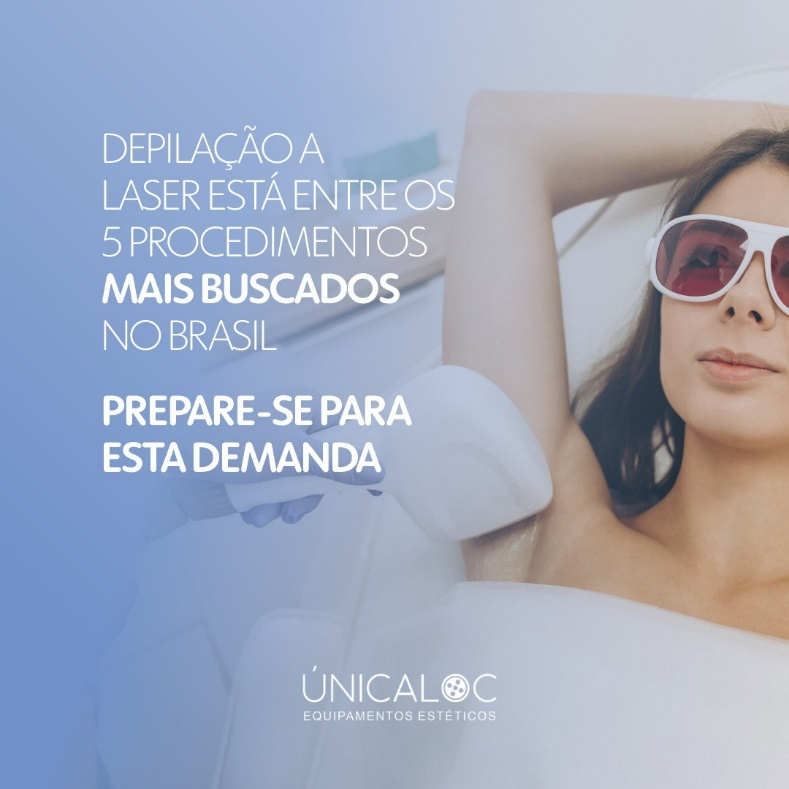 DEPILAÇÃO A
LASER ESTÁ ENTRE OS
5 PROCEDIMENTOS
MAIS BUSCADOS
NO BRASIL
PREPARE-SE PARA
ESTA DEMANDA
ÚNICALOC
EQUIPAMENTOS ESTÉTICOS